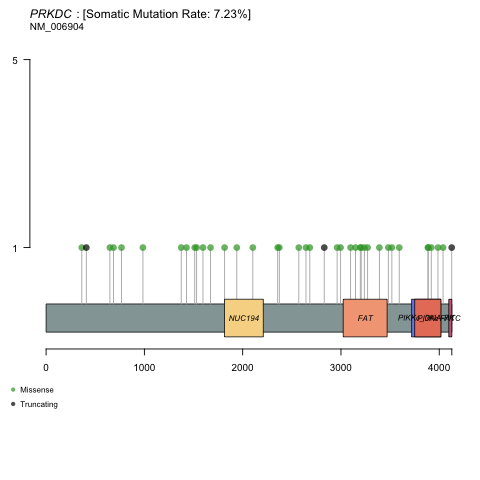 PRKDC : [Somatic Mutation Rate: 7.23%]
NM_006904
5
1
NUC194
FAT
0
1000
2000
3000
4000
Missense
Truncating